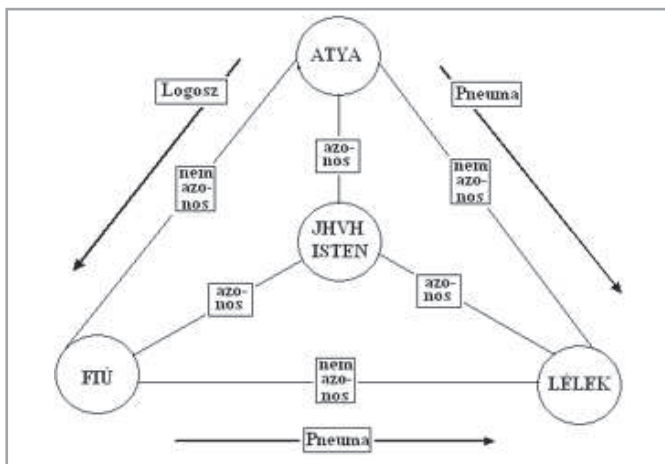 ATYA
Logosz
Pneuma
azo-
nos
nem
azo-
nos
nem
azo-
nos
JHVH
ISTEN
azo-
nos
azo-
nos
FIÚ
nem
azo-
nos
LÉLEK
Pneuma